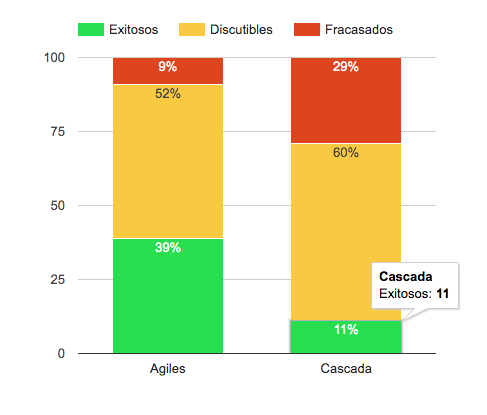 Exitosos Discutibles Fracasados
100
9%
29%
52%
75
60%
50
39%
25
Cascada
Exitosos: 11
11%
0
Agiles Cascada